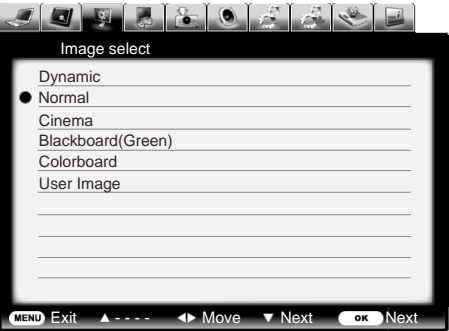 Image select
Dynamic
Normal
Cinema
Blackboard(Green)
Colorboard
User Image
MENU Exit ▲ - - - - ◀▶ Move ▼ Next OK Next